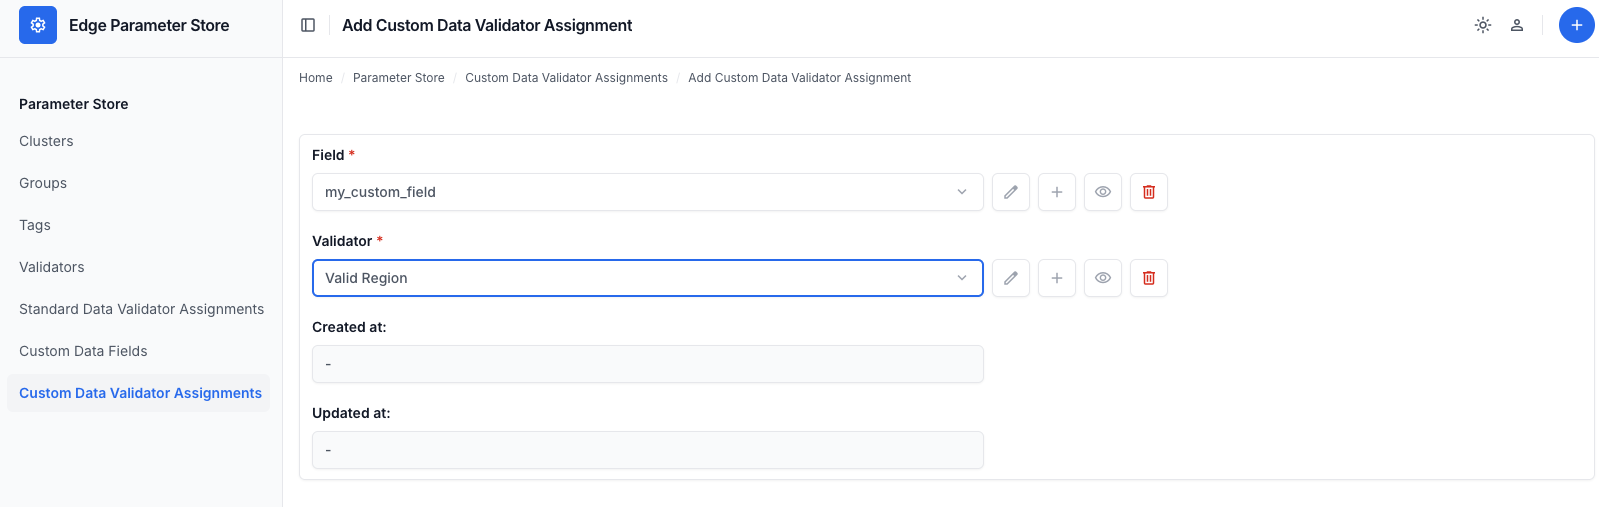 Edge Parameter Store
Add Custom Data Validator Assignment
Home / Parameter Store / Custom Data Validator Assignments / Add Custom Data Validator Assignment
Parameter Store
Clusters
Groups
Tags
Validators
Standard Data Validator Assignments
Custom Data Fields
Custom Data Validator Assignments
Field *
my_custom_field
Validator *
Valid Region
Created at:
-
Updated at:
-